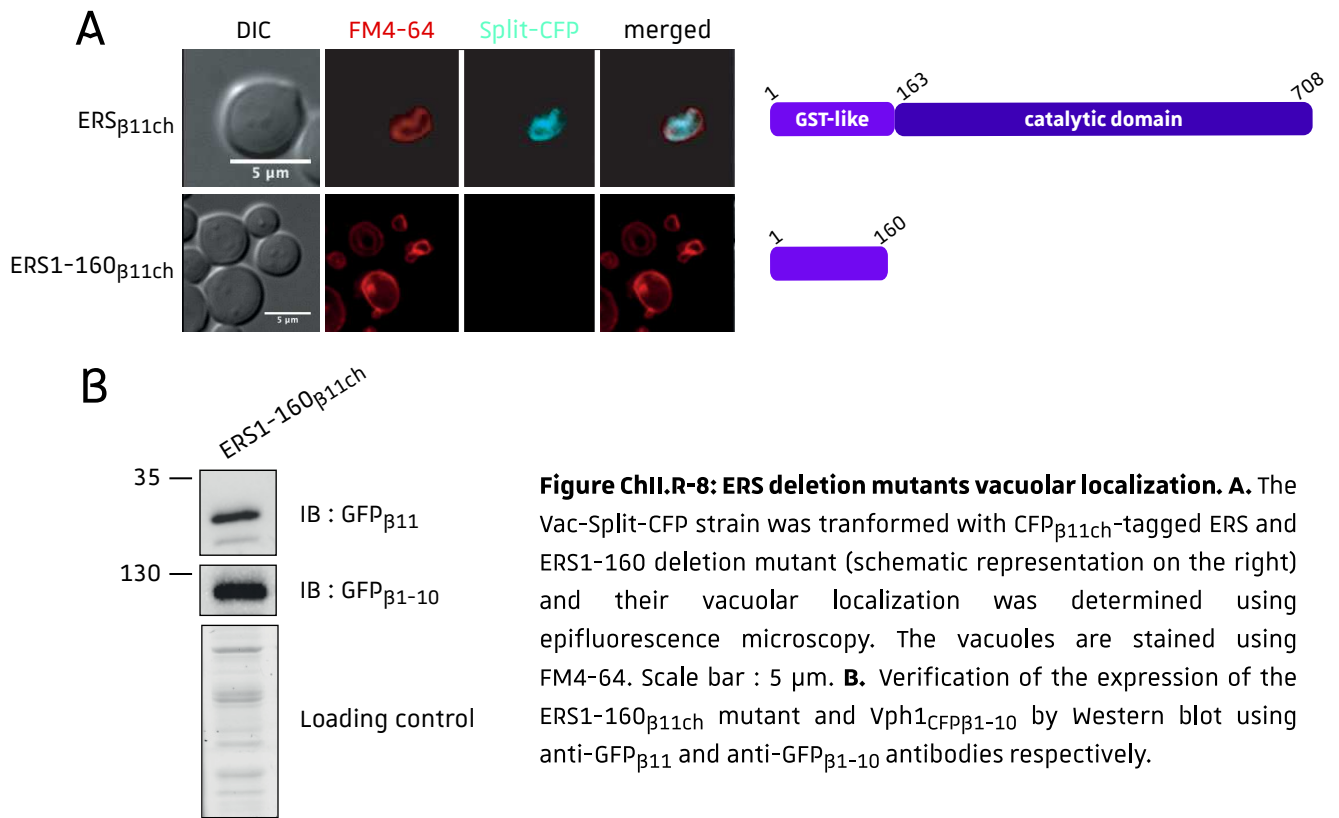 A
DIC FM4-64 Split-CFP merged
ERSβ11ch
5 µm
1 163 708
GST-like catalytic domain
ERS1-160β11ch
5 µm
1 160
B
ERS1-160β11ch
35 —
IB : GFPβ11
130 —
IB : GFPβ1-10
Loading control
Figure ChII.R-8: ERS deletion mutants vacuolar localization. A. The
Vac-Split-CFP strain was tranformed with CFPβ11ch-tagged ERS and
ERS1-160 deletion mutant (schematic representation on the right)
and their vacuolar localization was determined using
epifluorescence microscopy. The vacuoles are stained using
FM4-64. Scale bar : 5 µm. B. Verification of the expression of the
ERS1-160β11ch mutant and Vph1CFPβ1-10 by Western blot using
anti-GFPβ11 and anti-GFPβ1-10 antibodies respectively.